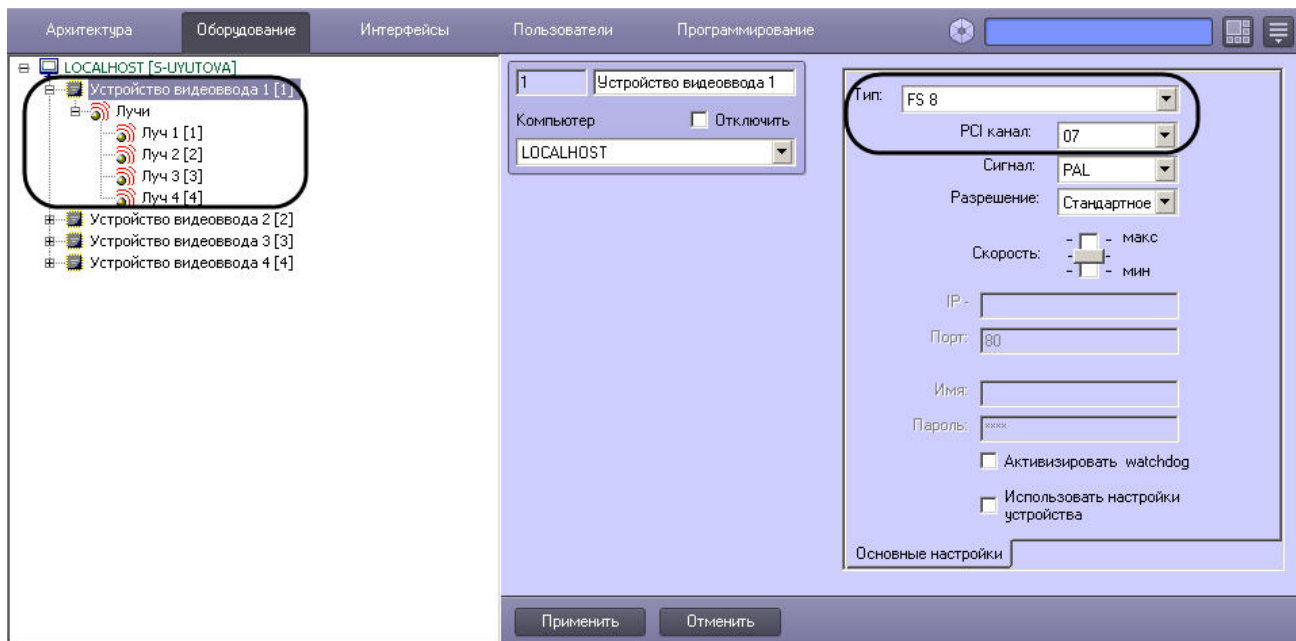 Архитектура Оборудование Интерфейсы Пользователи Программирование
LOCALHOST [S-UYUTOVA]
Устройство видеоввода 1 [1]
Лучи
Луч 1 [1]
Луч 2 [2]
Луч 3 [3]
Луч 4 [4]
Устройство видеоввода 2 [2]
Устройство видеоввода 3 [3]
Устройство видеоввода 4 [4]
1 Устройство видеоввода 1
Компьютер Отключить
LOCALHOST
Тип: FS 8
PCI канал: 07
Сигнал: PAL
Разрешение: Стандартное
макс
Скорость:
мин
IP -
Порт: 80
Имя:
Пароль: ****
Активизировать watchdog
Использовать настройки
устройства
Основные настройки
Применить Отменить